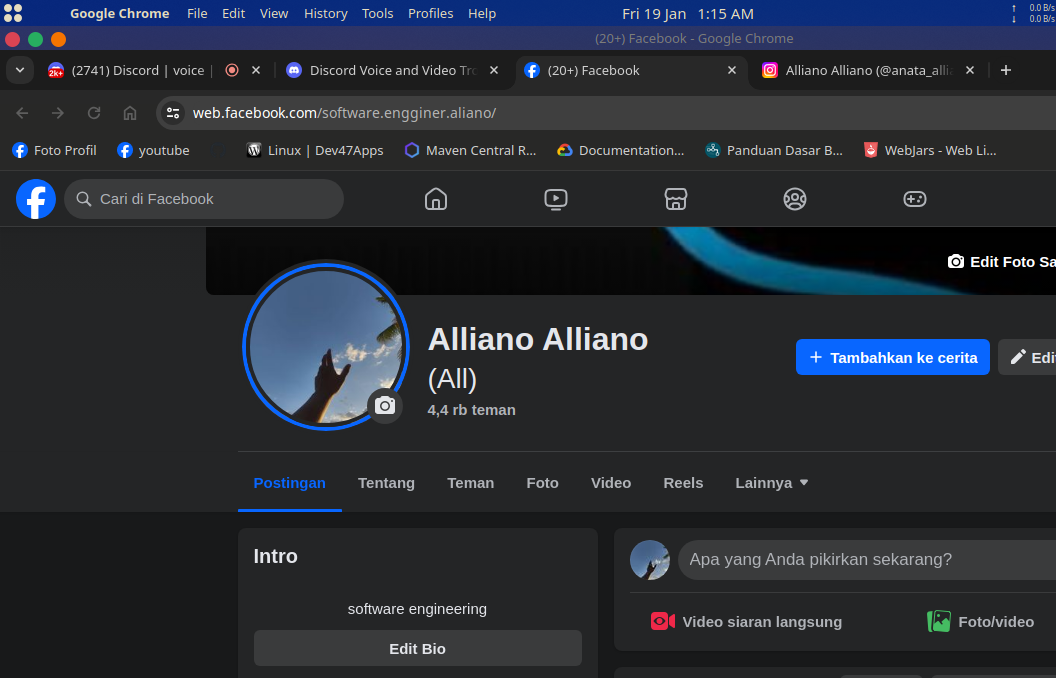 Google Chrome File Edit View History Tools Profiles Help Fri 19 Jan 1:15 AM ↑ 0.0 B/s
↓ 0.0 B/s
(20+) Facebook - Google Chrome
2k+ (2741) Discord | voice | Discord Voice and Video Tr (20+) Facebook Alliano Alliano (@anata_alli
web.facebook.com/software.engginer.aliano/
Foto Profil youtube Linux | Dev47Apps Maven Central R... Documentation... Panduan Dasar B... WebJars - Web Li...
Cari di Facebook
Edit Foto Sa
Alliano Alliano
(All)
4,4 rb teman
Tambahkan ke cerita
Edi
Postingan Tentang Teman Foto Video Reels Lainnya
Intro
software engineering
Edit Bio
Apa yang Anda pikirkan sekarang?
Video siaran langsung Foto/video